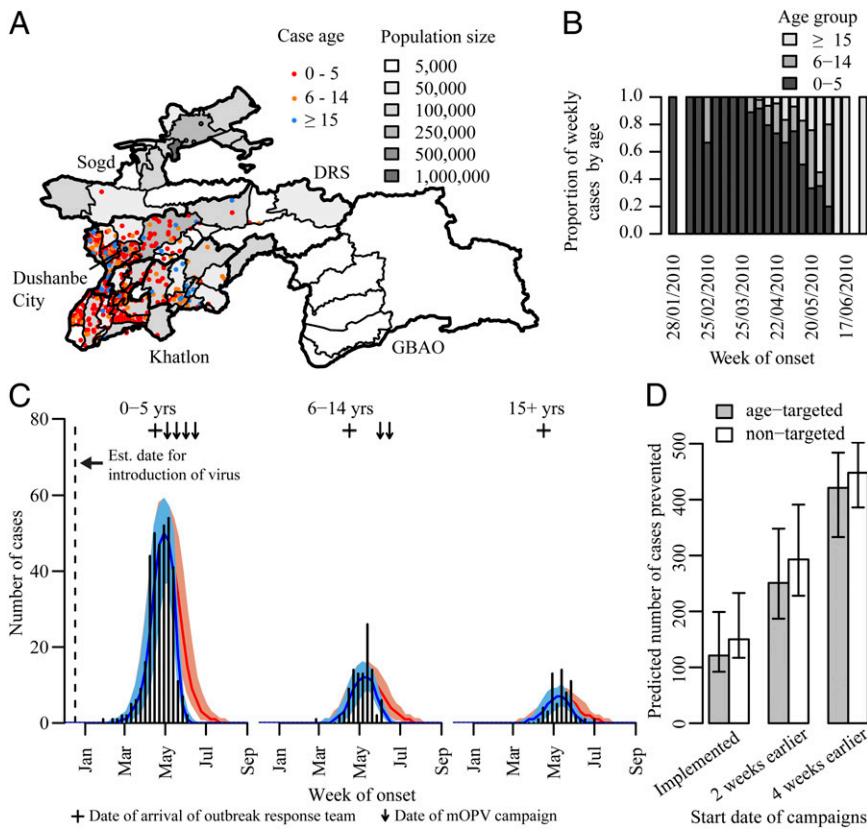 A
Case age
0 - 5
6 - 14
≥ 15
Population size
5,000
50,000
100,000
250,000
500,000
1,000,000
Sogd
DRS
Dushanbe
City
Khatlon
GBAO
B
Age group
≥ 15
6−14
0−5
Proportion of weekly
cases by age
1.0
0.8
0.6
0.4
0.2
0.0
28/01/2010
25/02/2010
25/03/2010
22/04/2010
20/05/2010
17/06/2010
Week of onset
C
0−5 yrs
6−14 yrs
15+ yrs
Est. date for
introduction of virus
Number of cases
80
60
40
20
0
Jan
Mar
May
Jul
Sep
Jan
Mar
May
Jul
Sep
Jan
Mar
May
Jul
Sep
Week of onset
+ Date of arrival of outbreak response team
↓ Date of mOPV campaign
D
age−targeted
non−targeted
Predicted number of cases prevented
500
400
300
200
100
0
Implemented
2 weeks earlier
4 weeks earlier
Start date of campaigns